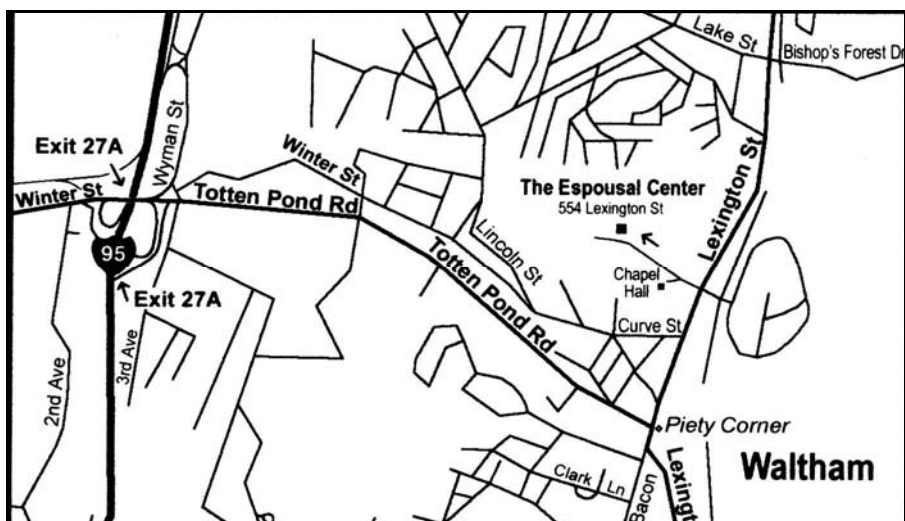 Lake St
Bishop's Forest Dr
Wyman St
Exit 27A
Winter St
Winter St
Totten Pond Rd
The Espousal Center
554 Lexington St
Lexington St
Lincoln St
95
Totten Pond Rd
Chapel
Hall
Exit 27A
Curve St
3rd Ave
2nd Ave
Piety Corner
Waltham
Clark Ln
Bacon
Lexingt